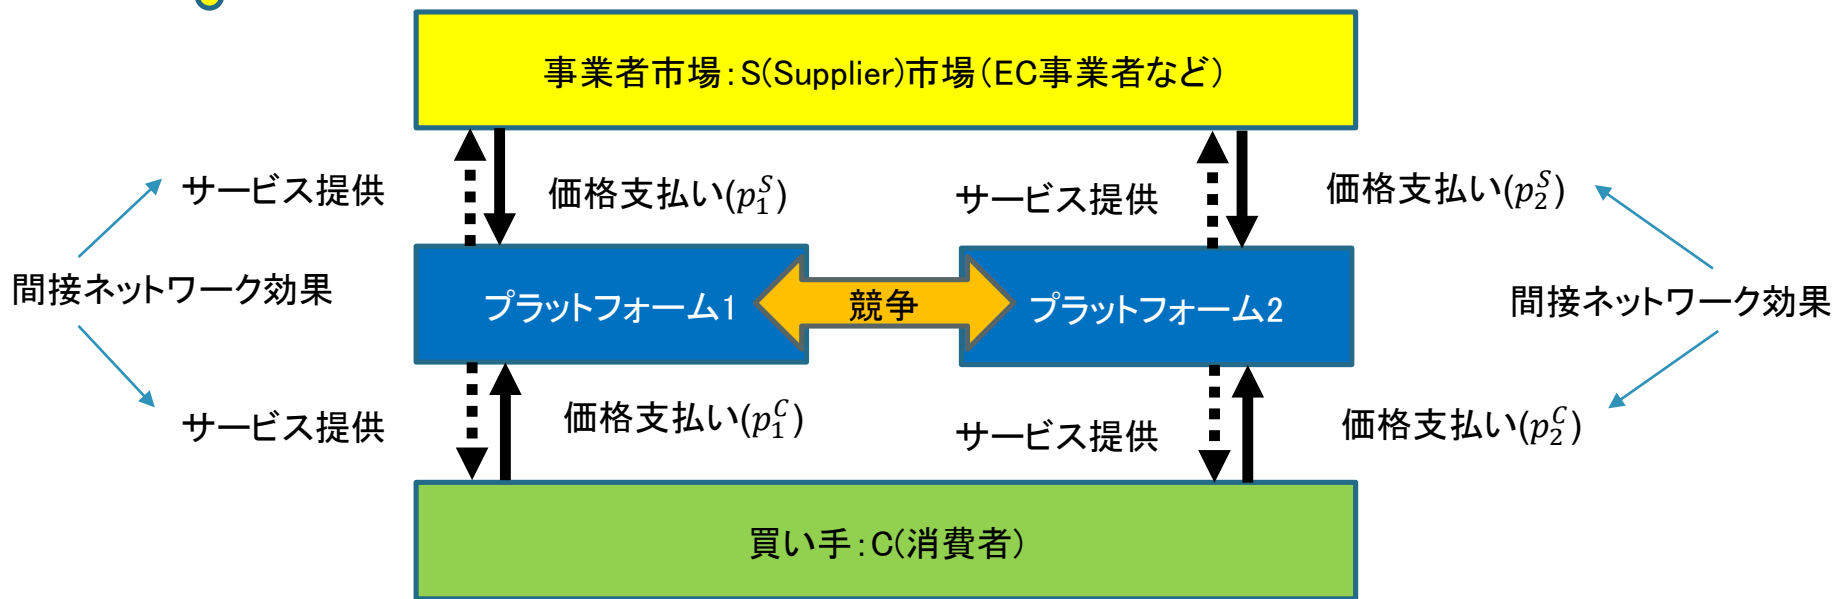 事業者市場:S(Supplier)市場(EC事業者など)
サービス提供
価格支払い(p₁ˢ)
サービス提供
価格支払い(p₂ˢ)
間接ネットワーク効果
プラットフォーム1
競争
プラットフォーム2
間接ネットワーク効果
サービス提供
価格支払い(p₁ᶜ)
サービス提供
価格支払い(p₂ᶜ)
買い手:C(消費者)